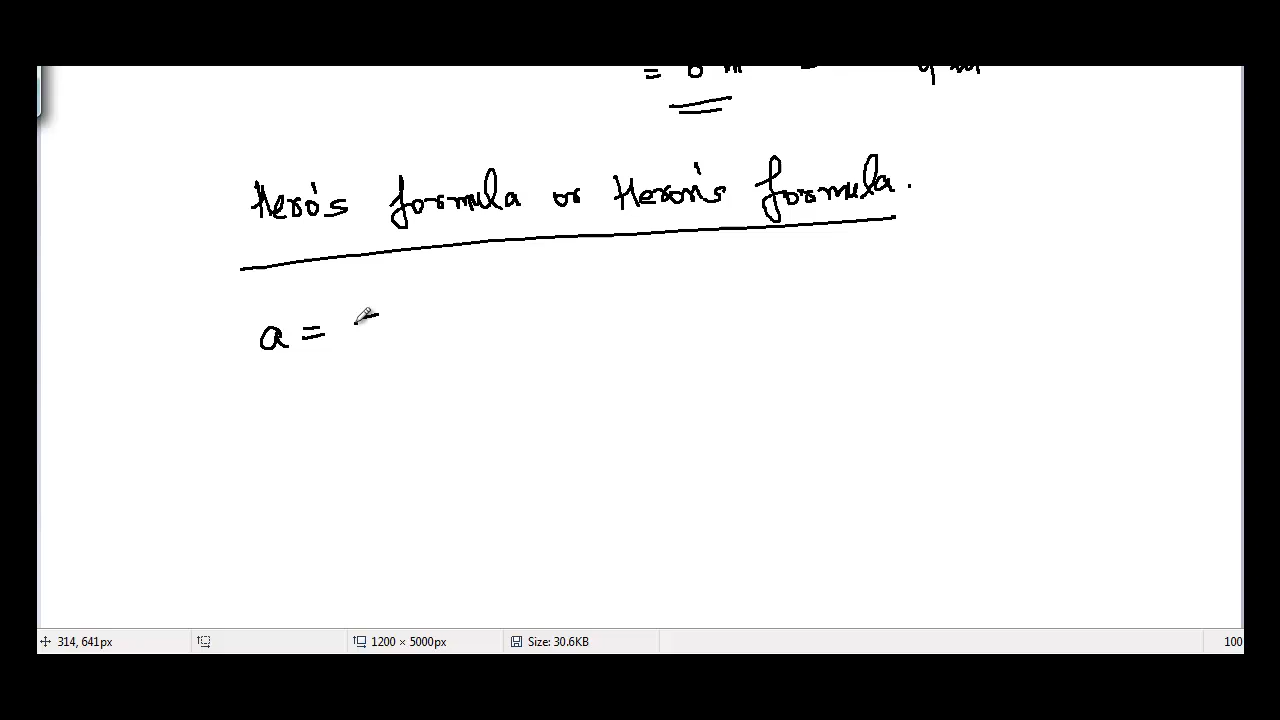 Hero's formula or Heron's formula.
a =
314, 641px 1200 × 5000px Size: 30.6KB 100